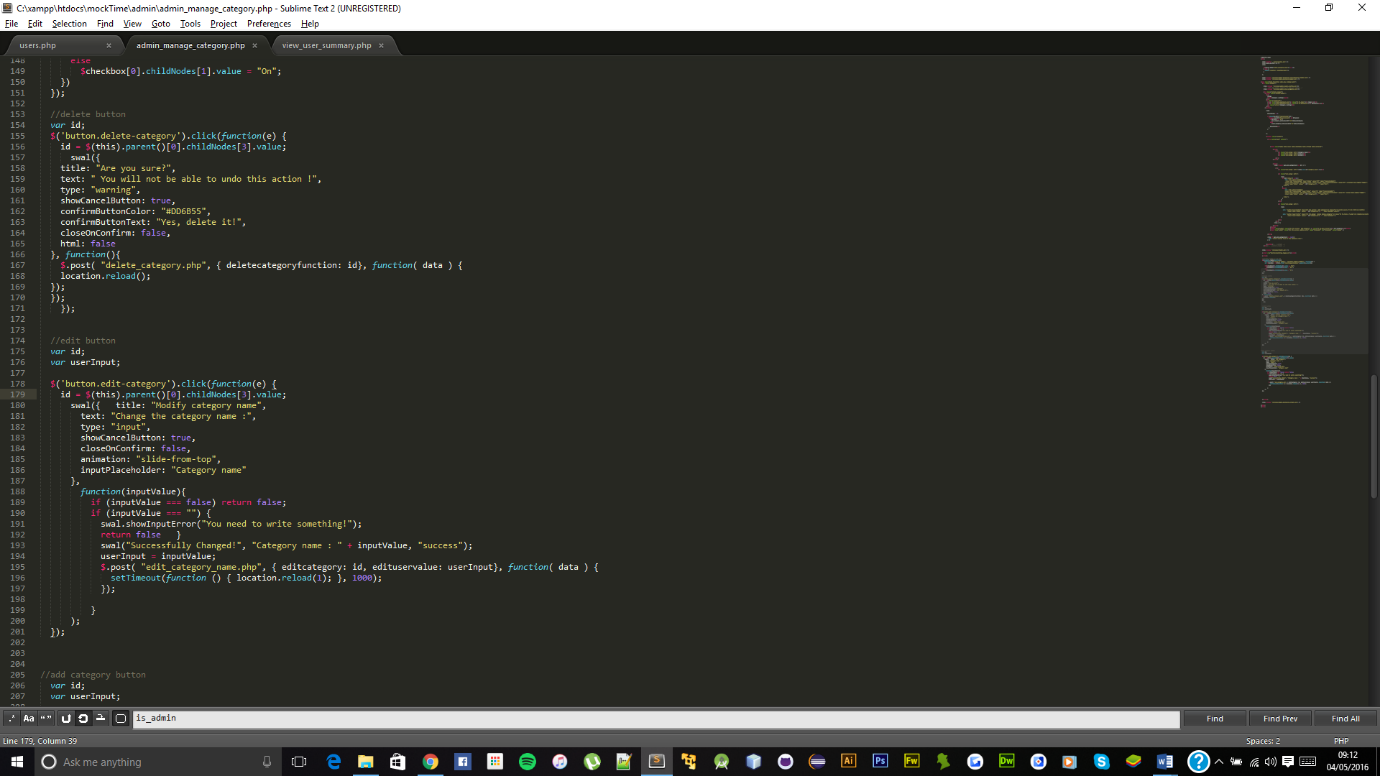 C:\xampp\htdocs\mockTime\admin\admin_manage_category.php - Sublime Text 2 (UNREGISTERED)
File Edit Selection Find View Goto Tools Project Preferences Help
users.php × admin_manage_category.php × view_user_summary.php ×
148 else
149 $checkbox[0].childNodes[1].value = "On";
150 })
151 });
152
153 //delete button
154 var id;
155 $('button.delete-category').click(function(e) {
156 id = $(this).parent()[0].childNodes[3].value;
157 swal({
158 title: "Are you sure?",
159 text: " You will not be able to undo this action !",
160 type: "warning",
161 showCancelButton: true,
162 confirmButtonColor: "#DD6B55",
163 confirmButtonText: "Yes, delete it!",
164 closeOnConfirm: false,
165 html: false
166 }, function(){
167 $.post( "delete_category.php", { deletecategoryfunction: id}, function( data ) {
168 location.reload();
169 });
170 });
171 });
172
173
174 //edit button
175 var id;
176 var userInput;
177
178 $('button.edit-category').click(function(e) {
179 id = $(this).parent()[0].childNodes[3].value;
180 swal({ title: "Modify category name",
181 text: "Change the category name :",
182 type: "input",
183 showCancelButton: true,
184 closeOnConfirm: false,
185 animation: "slide-from-top",
186 inputPlaceholder: "Category name"
187 },
188 function(inputValue){
189 if (inputValue === false) return false;
190 if (inputValue === "") {
191 swal.showInputError("You need to write something!");
192 return false }
193 swal("Successfully Changed!", "Category name : " + inputValue, "success");
194 userInput = inputValue;
195 $.post( "edit_category_name.php", { editcategory: id, edituservalue: userInput}, function( data ) {
196 setTimeout(function () { location.reload(1); }, 1000);
197 });
198
199 }
200 );
201 });
202
203
204
205 //add category button
206 var id;
207 var userInput;
.* Aa "" is_admin Find Find Prev Find All
Line 179, Column 39 Spaces: 2 PHP
Ask me anything
Ai Ps Fw Dw
09:12
04/05/2016